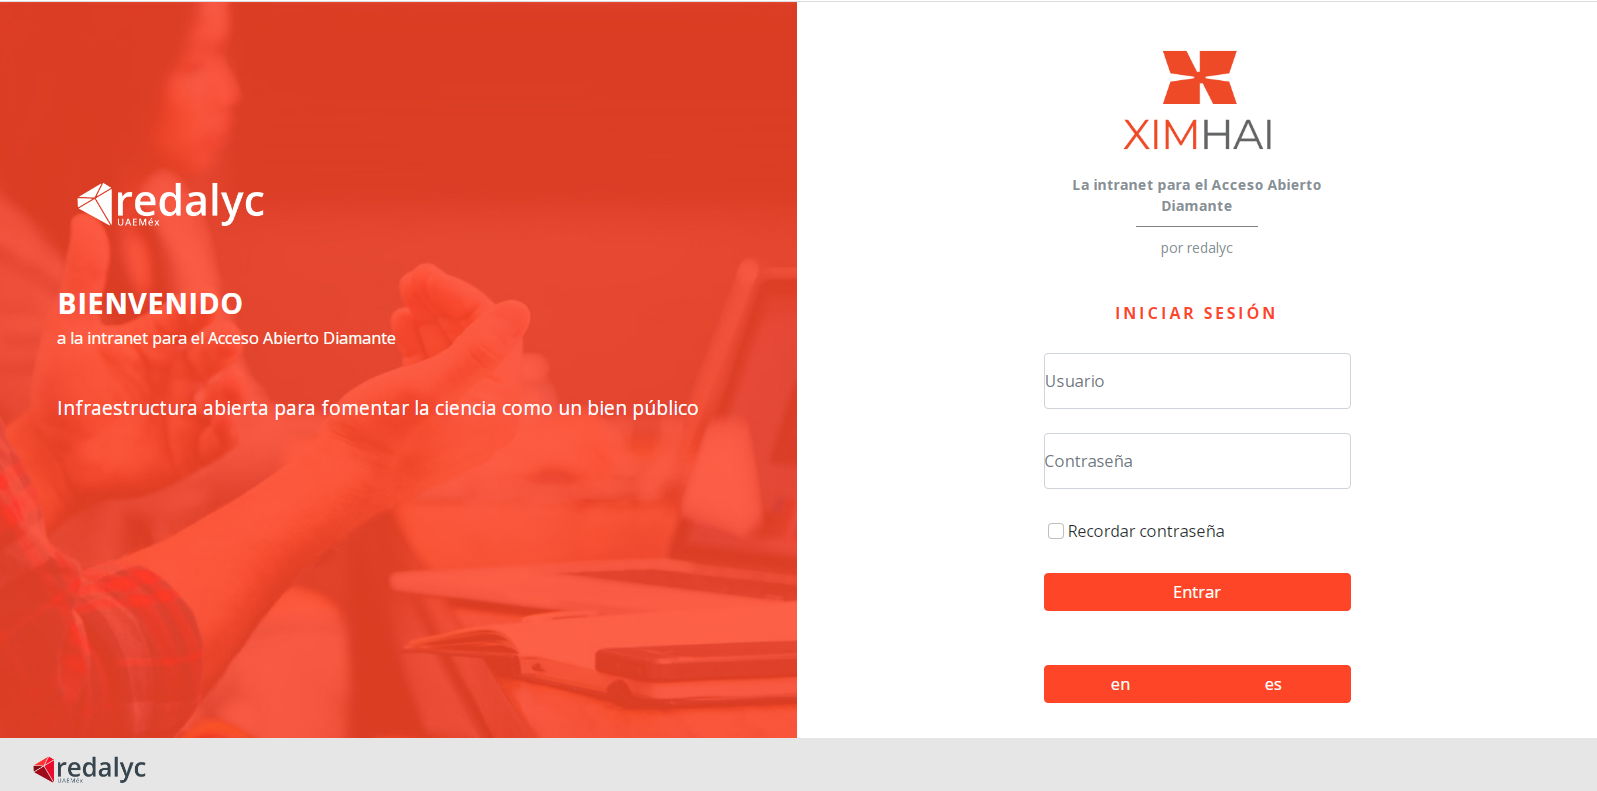 redalyc
UAEMéx
BIENVENIDO
a la intranet para el Acceso Abierto Diamante
Infraestructura abierta para fomentar la ciencia como un bien público
XIMHAI
La intranet para el Acceso Abierto
Diamante
por redalyc
INICIAR SESIÓN
Usuario
Contraseña
Recordar contraseña
Entrar
en es
redalyc
UAEMéx